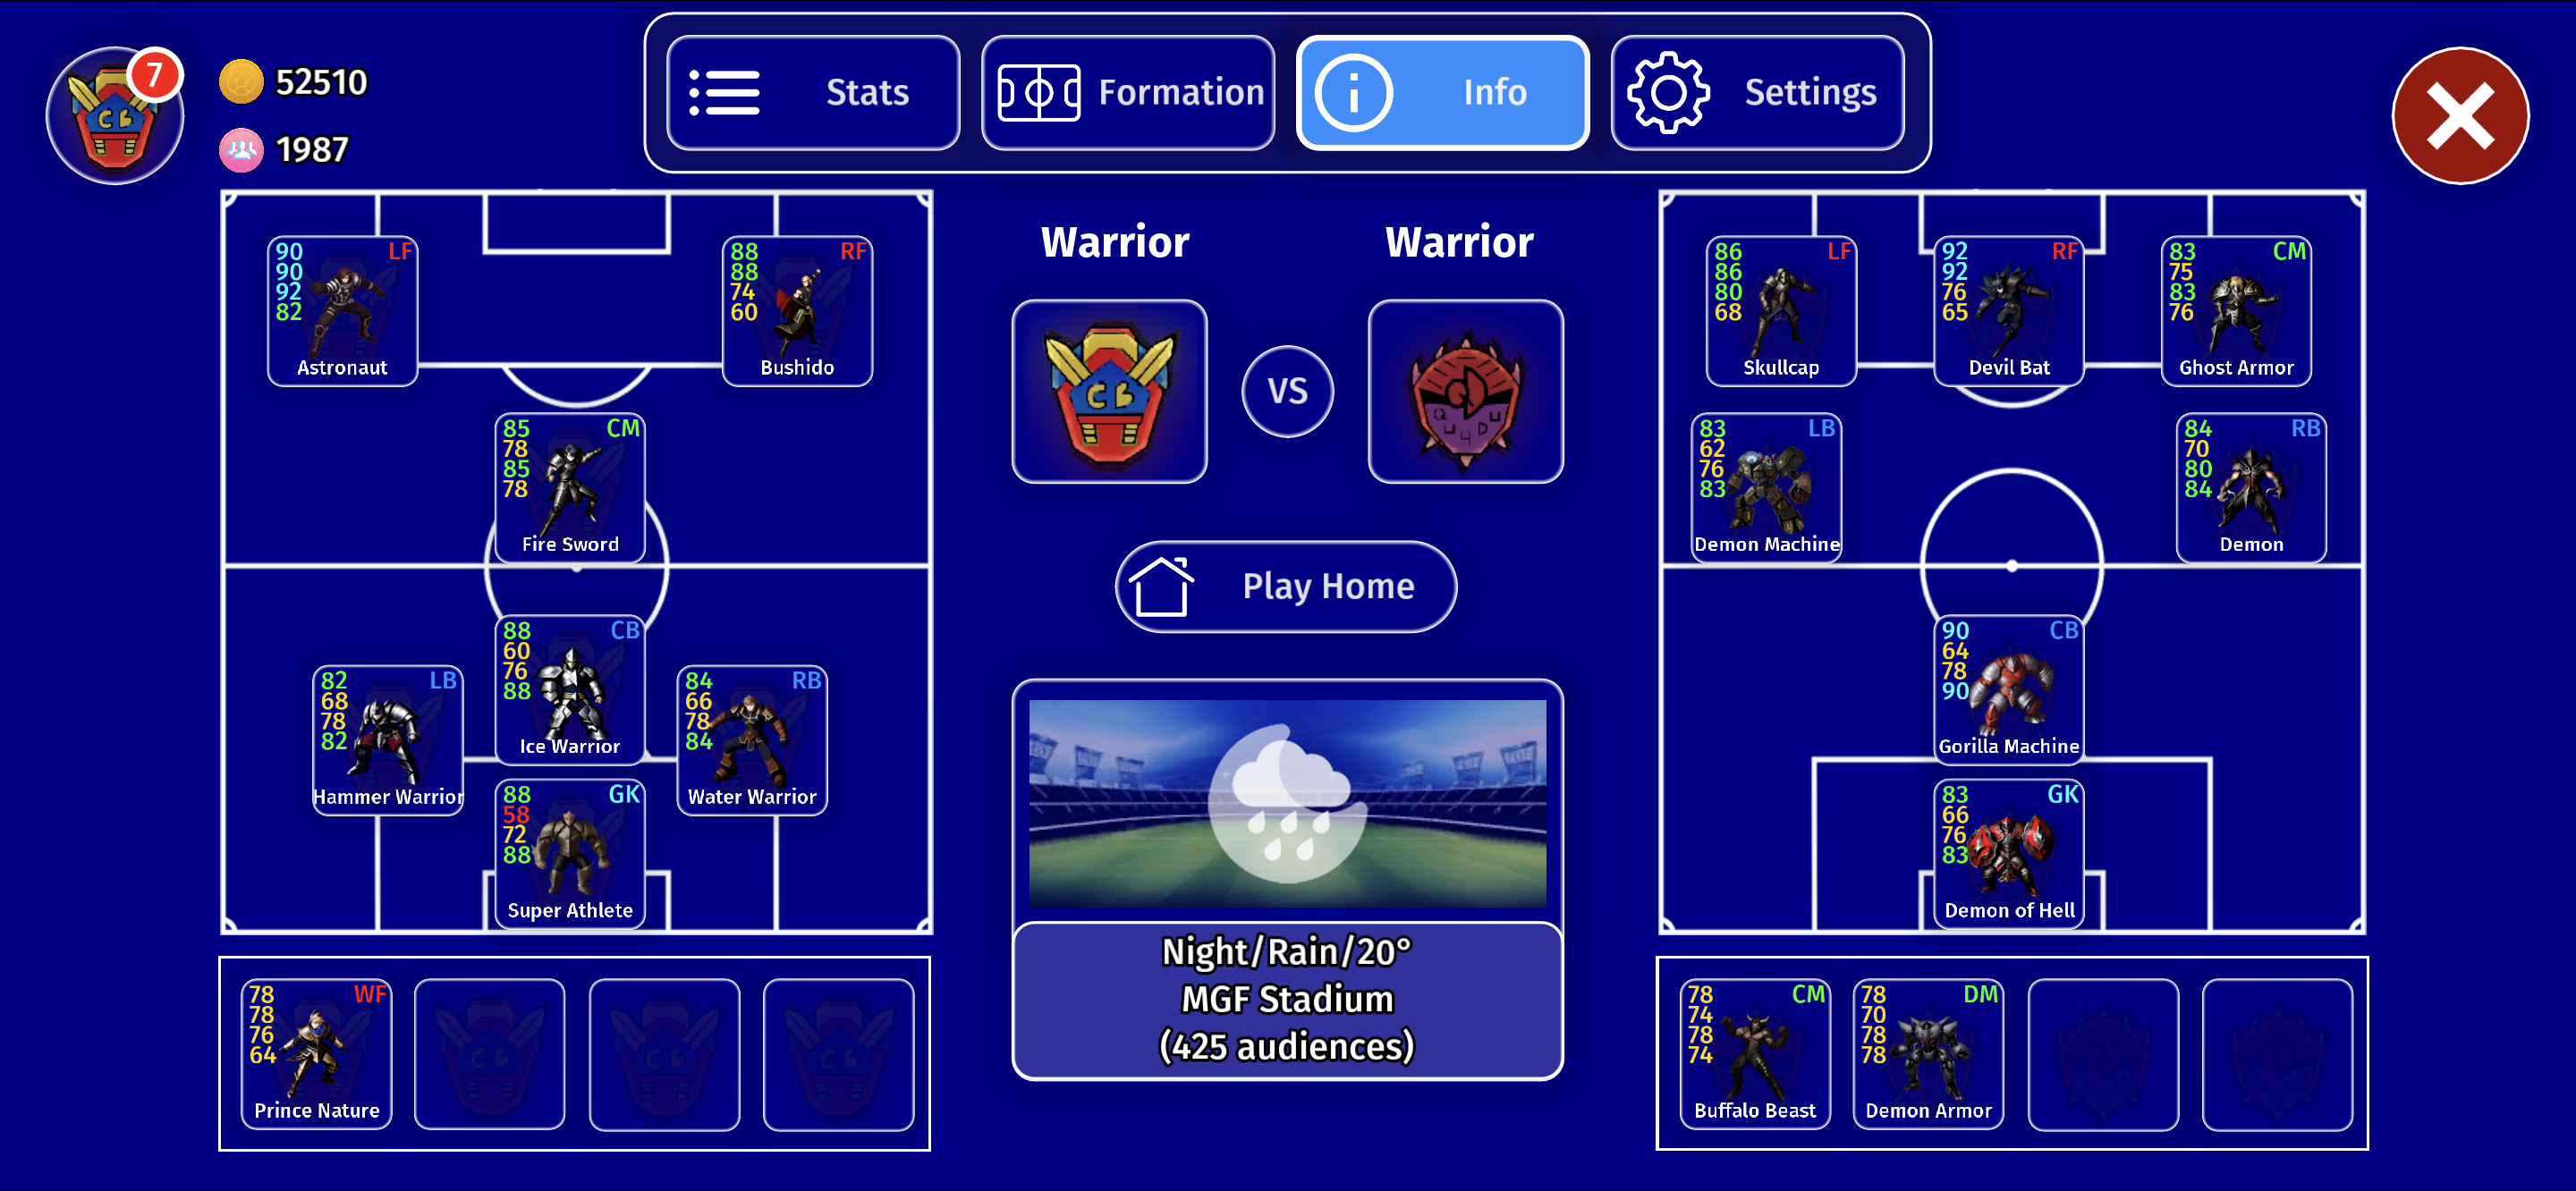 7
52510
1987
Stats
Formation
Info
Settings
90
90
92
82
LF
Astronaut
88
88
74
60
RF
Bushido
85
78
85
78
CM
Fire Sword
88
60
76
88
CB
Ice Warrior
82
68
78
82
LB
Hammer Warrior
84
66
78
84
RB
Water Warrior
88
58
72
88
GK
Super Athlete
78
78
76
64
WF
Prince Nature
Warrior
Warrior
CB
VS
Play Home
Night/Rain/20°
MGF Stadium
(425 audiences)
86
86
80
68
LF
Skullcap
92
92
76
65
RF
Devil Bat
83
75
83
76
CM
Ghost Armor
83
62
76
83
LB
Demon Machine
84
70
80
84
RB
Demon
90
64
78
90
CB
Gorilla Machine
83
66
76
83
GK
Demon of Hell
78
74
78
74
CM
Buffalo Beast
78
70
78
78
DM
Demon Armor